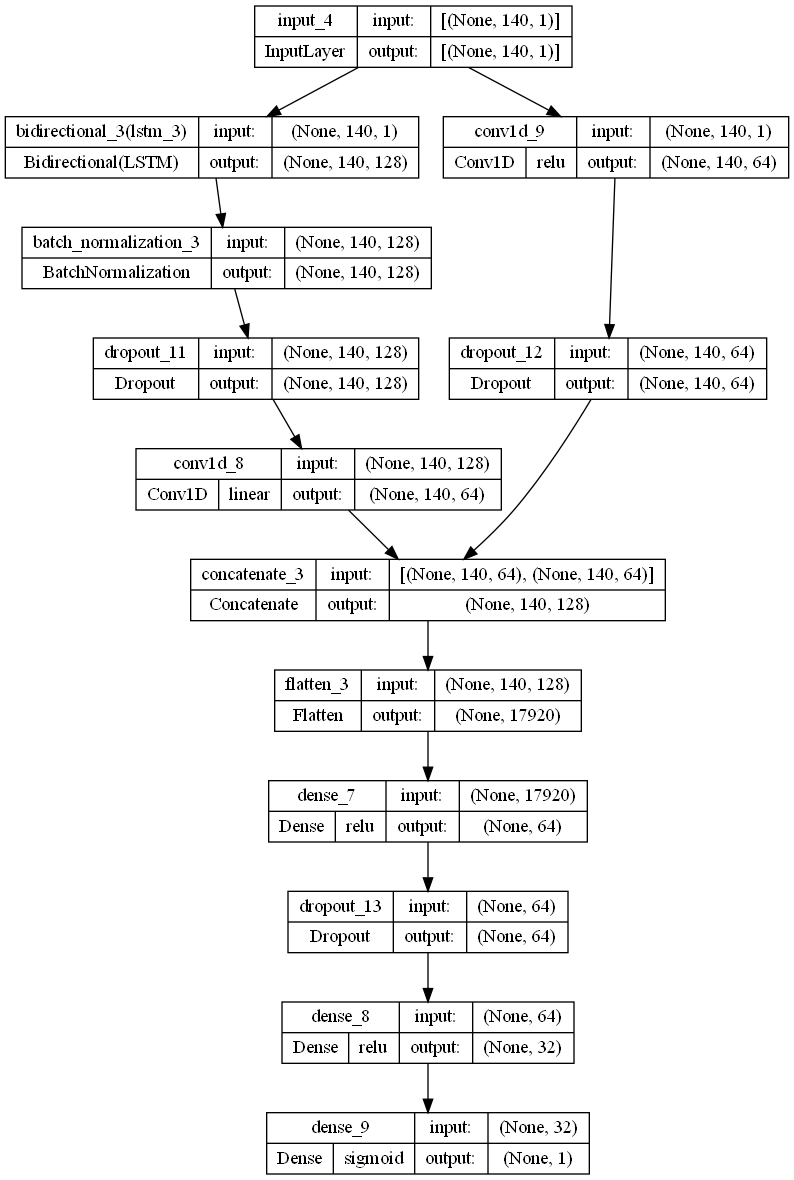 input_4 input: [(None, 140, 1)]
InputLayer output: [(None, 140, 1)]
bidirectional_3(lstm_3) input: (None, 140, 1)
Bidirectional(LSTM) output: (None, 140, 128)
conv1d_9 input: (None, 140, 1)
Conv1D relu output: (None, 140, 64)
batch_normalization_3 input: (None, 140, 128)
BatchNormalization output: (None, 140, 128)
dropout_11 input: (None, 140, 128)
Dropout output: (None, 140, 128)
dropout_12 input: (None, 140, 64)
Dropout output: (None, 140, 64)
conv1d_8 input: (None, 140, 128)
Conv1D linear output: (None, 140, 64)
concatenate_3 input: [(None, 140, 64), (None, 140, 64)]
Concatenate output: (None, 140, 128)
flatten_3 input: (None, 140, 128)
Flatten output: (None, 17920)
dense_7 input: (None, 17920)
Dense relu output: (None, 64)
dropout_13 input: (None, 64)
Dropout output: (None, 64)
dense_8 input: (None, 64)
Dense relu output: (None, 32)
dense_9 input: (None, 32)
Dense sigmoid output: (None, 1)